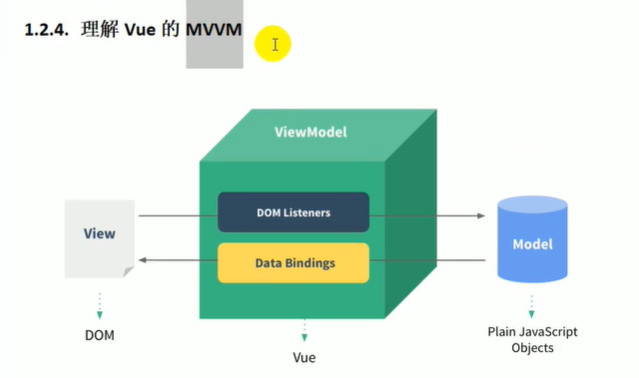 1.2.4. 理解 Vue 的 MVVM
ViewModel
DOM Listeners
View
Model
Data Bindings
DOM
Plain JavaScript
Objects
Vue